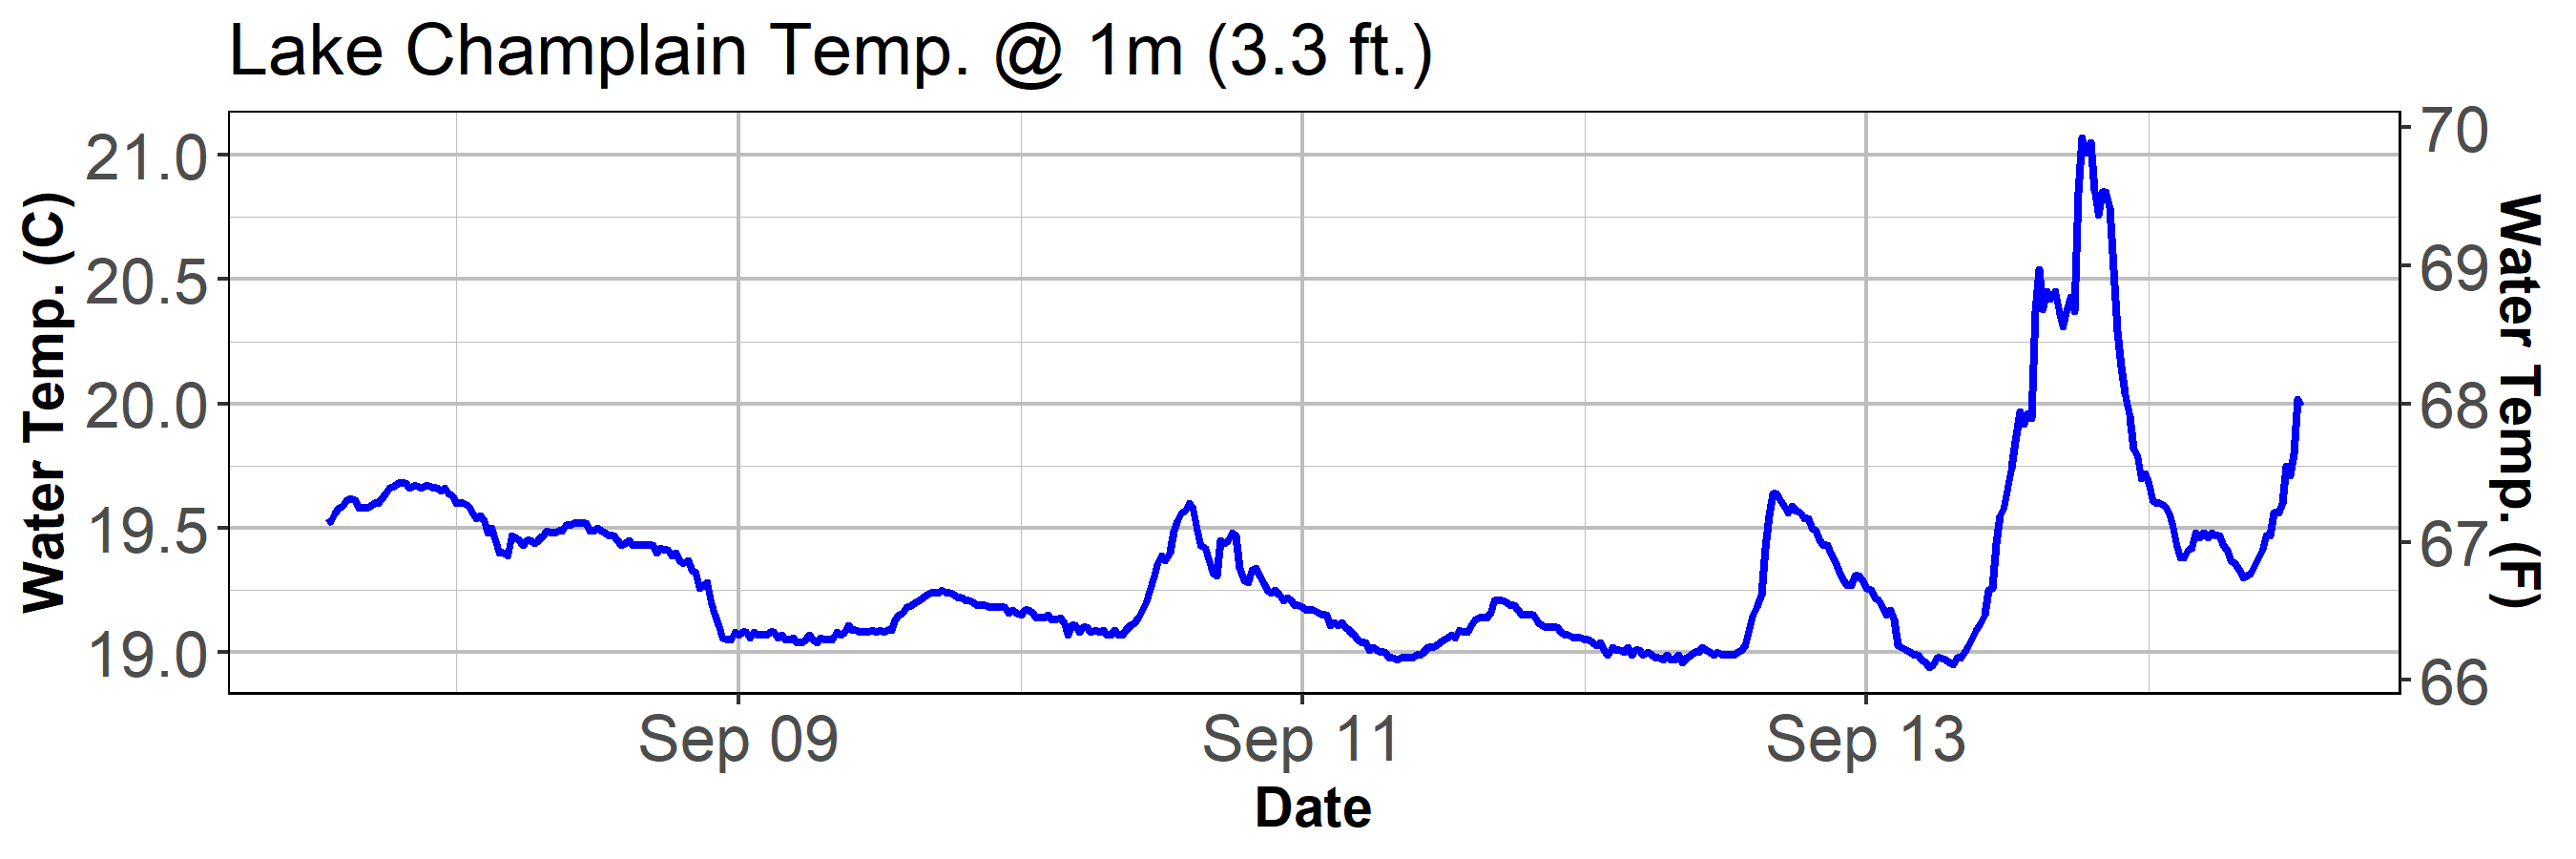 Lake Champlain Temp. @ 1m (3.3 ft.)
Water Temp. (C)
21.0
20.5
20.0
19.5
19.0
70
69
68
67
66
Water Temp. (F)
Sep 09
Sep 11
Sep 13
Date